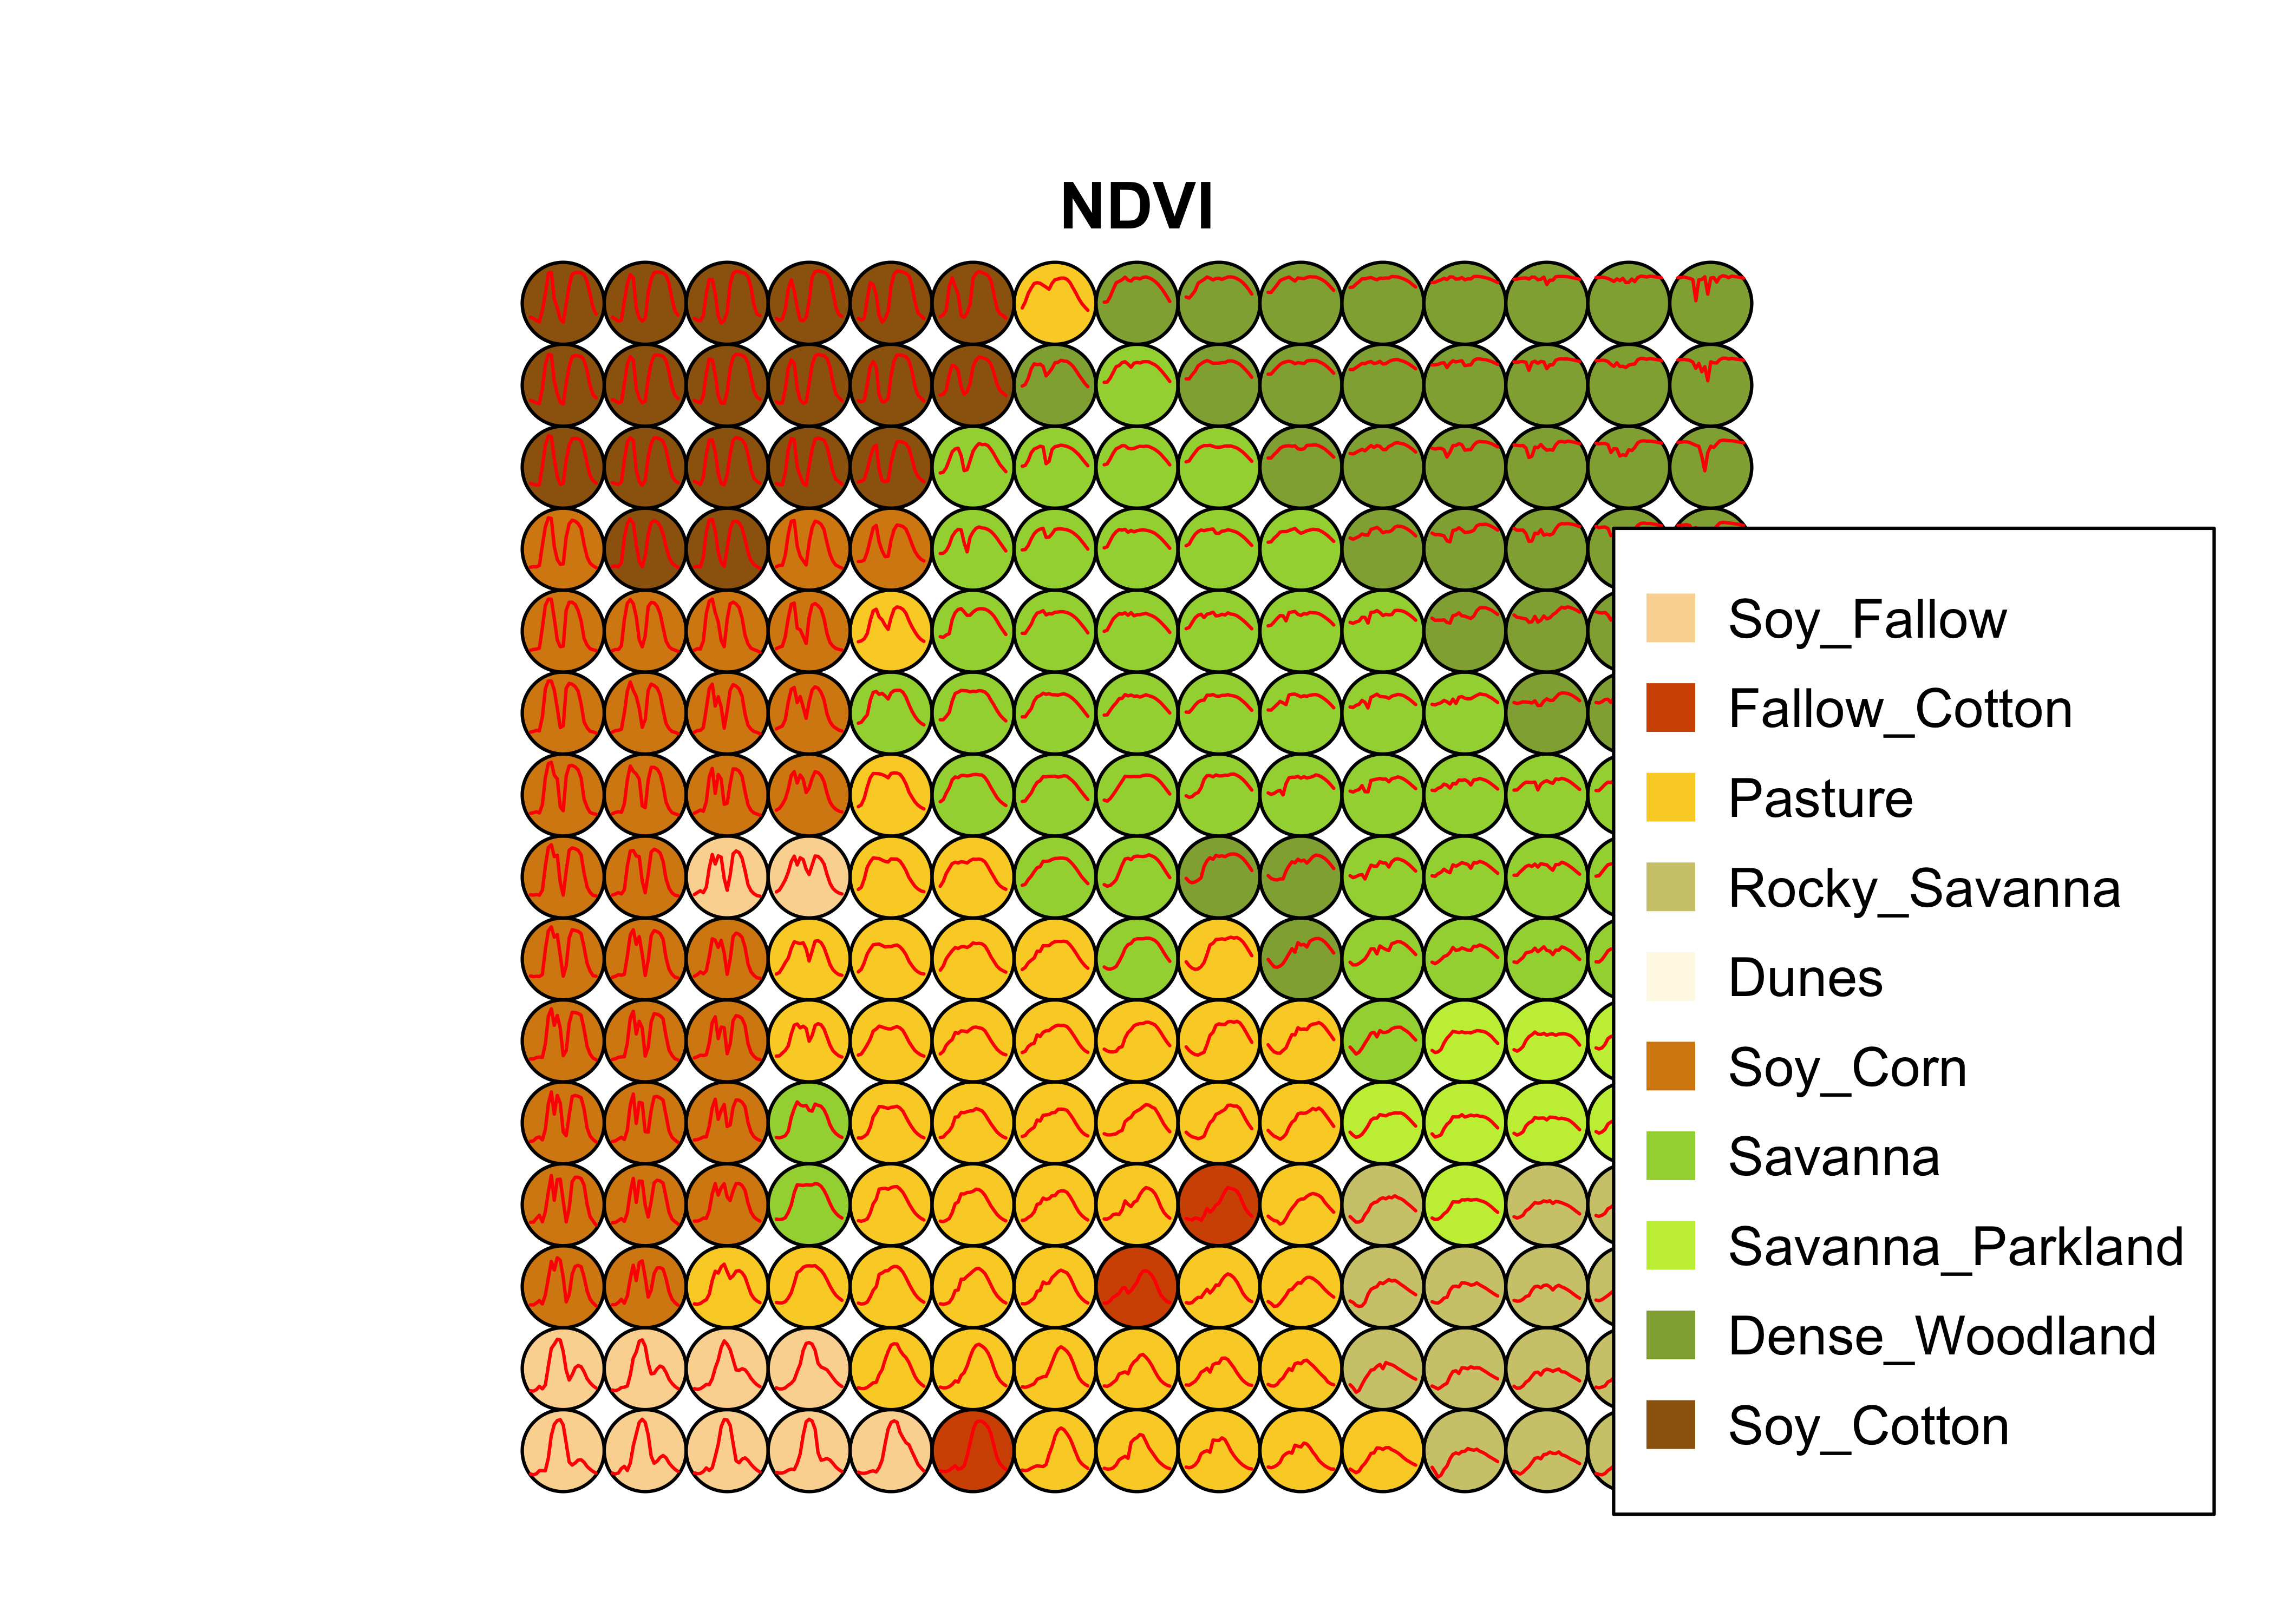 NDVI
Soy_Fallow
Fallow_Cotton
Pasture
Rocky_Savanna
Dunes
Soy_Corn
Savanna
Savanna_Parkland
Dense_Woodland
Soy_Cotton